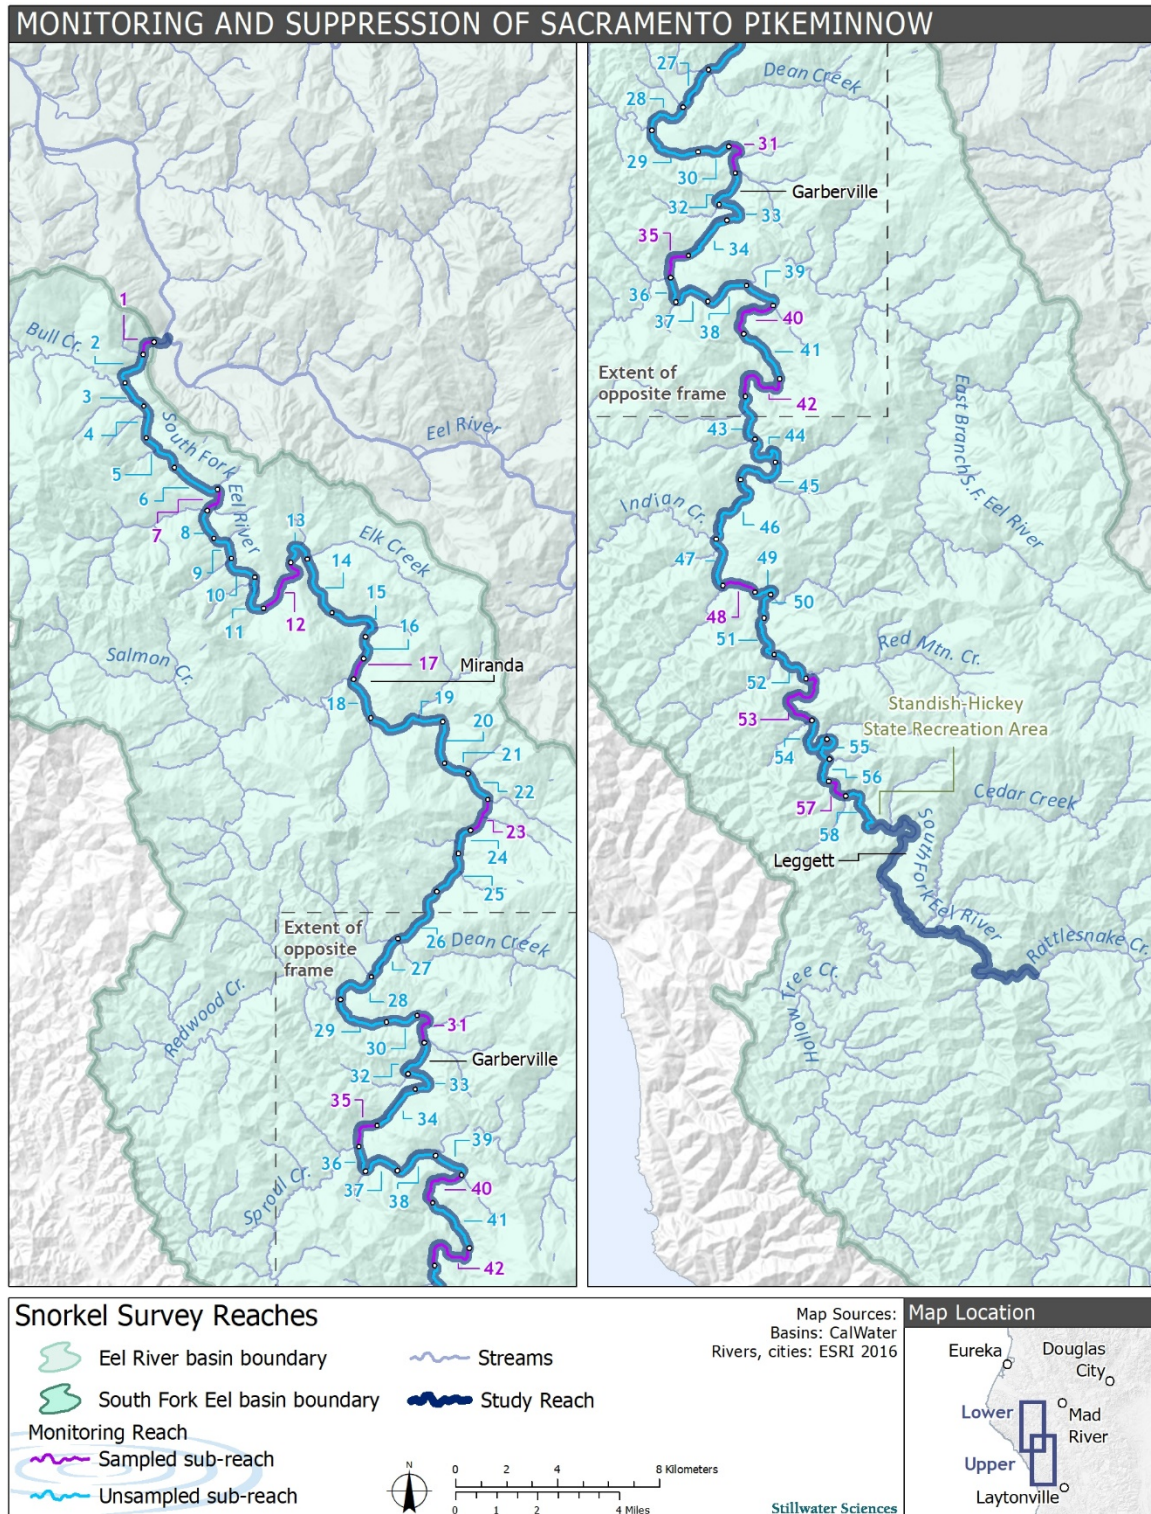 MONITORING AND SUPPRESSION OF SACRAMENTO PIKEMINNOW
1
Bull Cr.
2
3
4
South Fork
Eel River
5
6
7
Eel River
8
9
10
11
12
13
Elk Creek
14
15
16
17
Miranda
Salmon Cr.
18
19
20
21
22
23
24
25
Extent of
opposite
frame
26
Dean Creek
27
28
Redwood Cr.
29
30
31
Garberville
32
33
34
35
36
37
38
39
40
Sproul Cr.
41
42
27
Dean Creek
28
29
30
31
Garberville
32
33
34
35
36
37
38
39
40
41
Extent of
opposite frame
42
43
44
45
East Branch S.F. Eel River
Indian Cr.
46
47
48
49
50
51
52
Red Mtn. Cr.
53
Standish-Hickey
State Recreation Area
54
55
56
57
58
Cedar Creek
Leggett
South Fork Eel River
Rattlesnake Cr.
Hollow Tree Cr.
Snorkel Survey Reaches
Eel River basin boundary
South Fork Eel basin boundary
Monitoring Reach
Sampled sub-reach
Unsampled sub-reach
Streams
Study Reach
N
0 2 4 8 Kilometers
0 1 2 4 Miles
Map Sources:
Basins: CalWater
Rivers, cities: ESRI 2016
Stillwater Sciences
Map Location
Eureka
Douglas
City
Lower
Mad
River
Upper
Laytonville